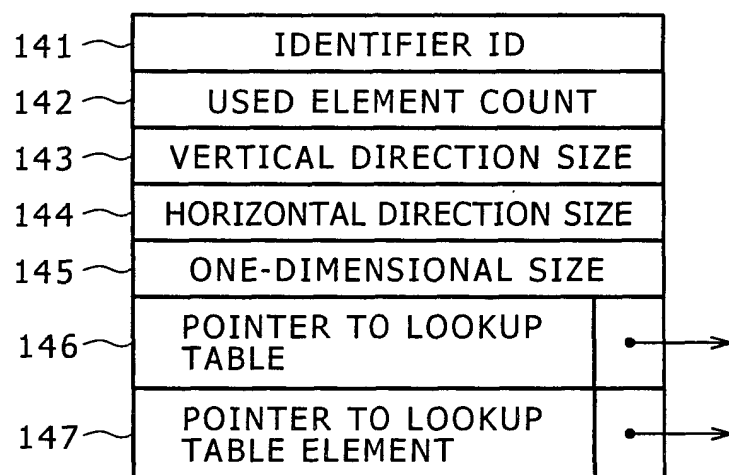 141 IDENTIFIER ID
142 USED ELEMENT COUNT
143 VERTICAL DIRECTION SIZE
144 HORIZONTAL DIRECTION SIZE
145 ONE-DIMENSIONAL SIZE
146 POINTER TO LOOKUP
TABLE
147 POINTER TO LOOKUP
TABLE ELEMENT